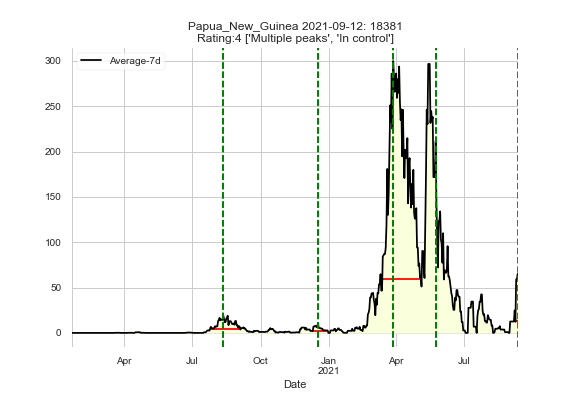 Papua_New_Guinea 2021-09-12: 18381
Rating:4 ['Multiple peaks', 'In control']
Average-7d
300
250
200
150
100
50
0
Apr
Jul
Oct
Jan
2021
Apr
Jul
Date